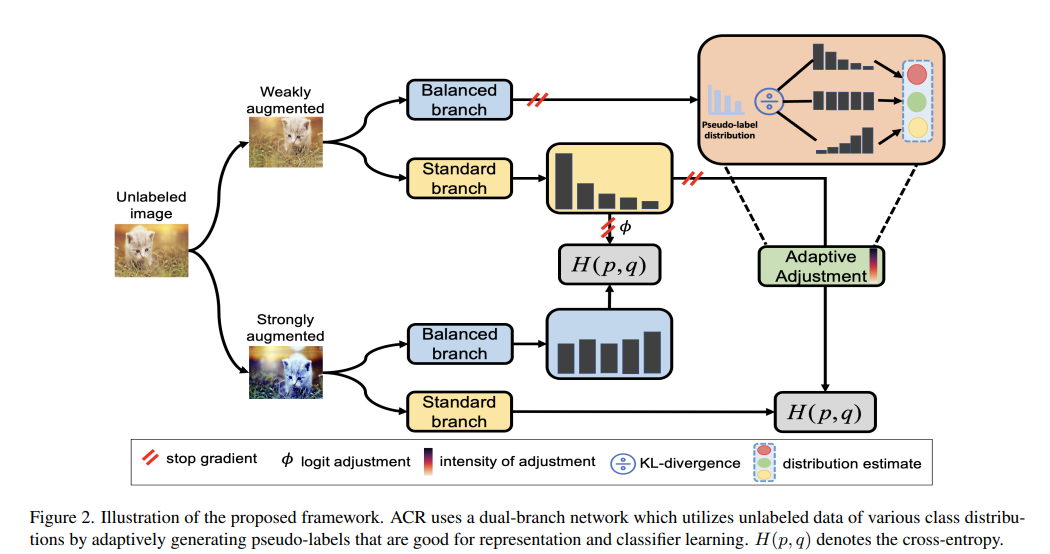 Weakly
augmented
Balanced
branch
Pseudo-label
distribution
Standard
branch
Unlabeled
image
ϕ
H(p,q)
Adaptive
Adjustment
Strongly
augmented
Balanced
branch
Standard
branch
H(p,q)
stop gradient
ϕ logit adjustment
intensity of adjustment
KL-divergence
distribution estimate
Figure 2. Illustration of the proposed framework. ACR uses a dual-branch network which utilizes unlabeled data of various class distribu-
tions by adaptively generating pseudo-labels that are good for representation and classifier learning. H(p, q) denotes the cross-entropy.